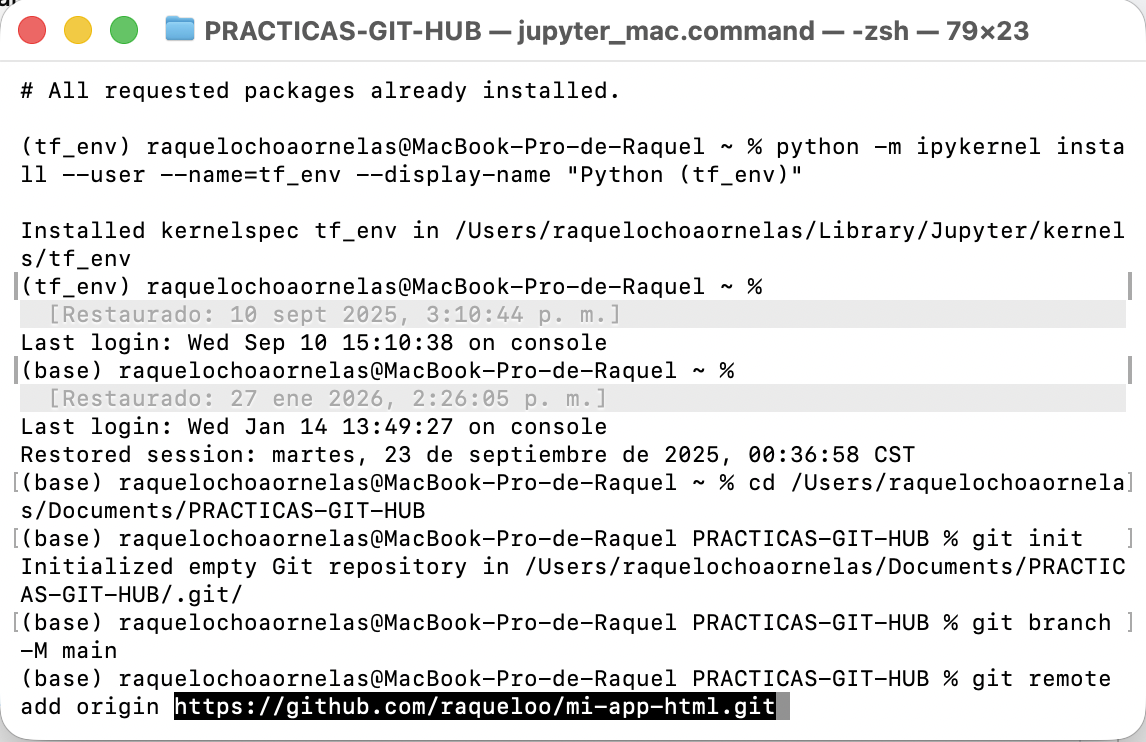 PRACTICAS-GIT-HUB — jupyter_mac.command — -zsh — 79×23
# All requested packages already installed.
(tf_env) raquelochoaornelas@MacBook-Pro-de-Raquel ~ % python -m ipykernel insta
ll --user --name=tf_env --display-name "Python (tf_env)"
Installed kernelspec tf_env in /Users/raquelochoaornelas/Library/Jupyter/kernel
s/tf_env
(tf_env) raquelochoaornelas@MacBook-Pro-de-Raquel ~ %
[Restaurado: 10 sept 2025, 3:10:44 p. m.]
Last login: Wed Sep 10 15:10:38 on console
(base) raquelochoaornelas@MacBook-Pro-de-Raquel ~ %
[Restaurado: 27 ene 2026, 2:26:05 p. m.]
Last login: Wed Jan 14 13:49:27 on console
Restored session: martes, 23 de septiembre de 2025, 00:36:58 CST
[(base) raquelochoaornelas@MacBook-Pro-de-Raquel ~ % cd /Users/raquelochoaornela]
s/Documents/PRACTICAS-GIT-HUB
[(base) raquelochoaornelas@MacBook-Pro-de-Raquel PRACTICAS-GIT-HUB % git init ]
Initialized empty Git repository in /Users/raquelochoaornelas/Documents/PRACTIC
AS-GIT-HUB/.git/
[(base) raquelochoaornelas@MacBook-Pro-de-Raquel PRACTICAS-GIT-HUB % git branch ]
-M main
(base) raquelochoaornelas@MacBook-Pro-de-Raquel PRACTICAS-GIT-HUB % git remote
add origin https://github.com/raqueloo/mi-app-html.git